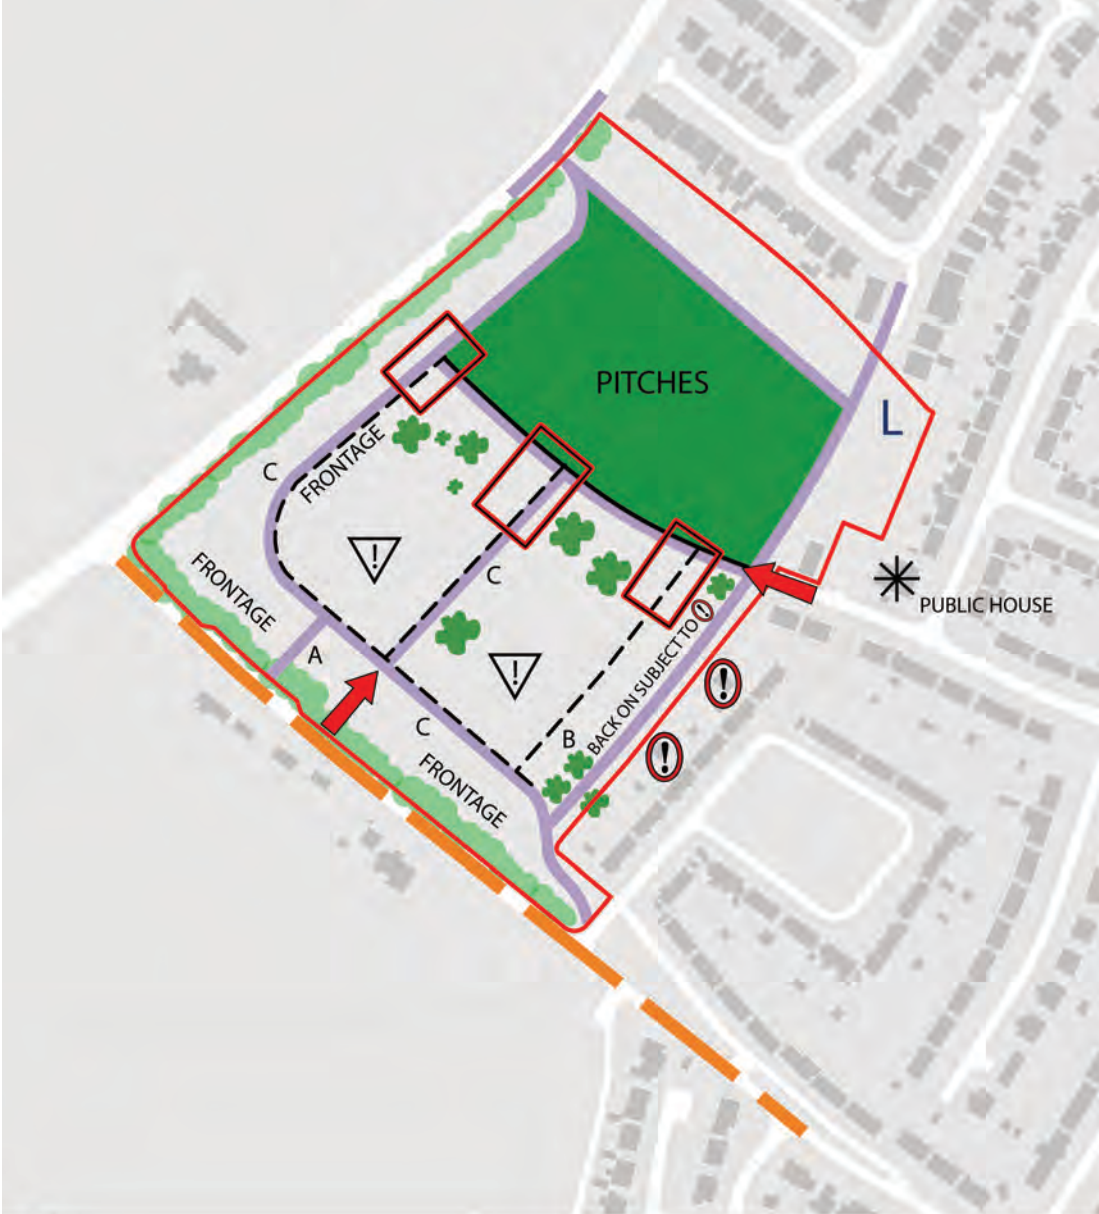 PITCHES
L
FRONTAGE
C
FRONTAGE
!
C
PUBLIC HOUSE
A
!
BACK ON SUBJECT TO !
!
C
B
!
FRONTAGE